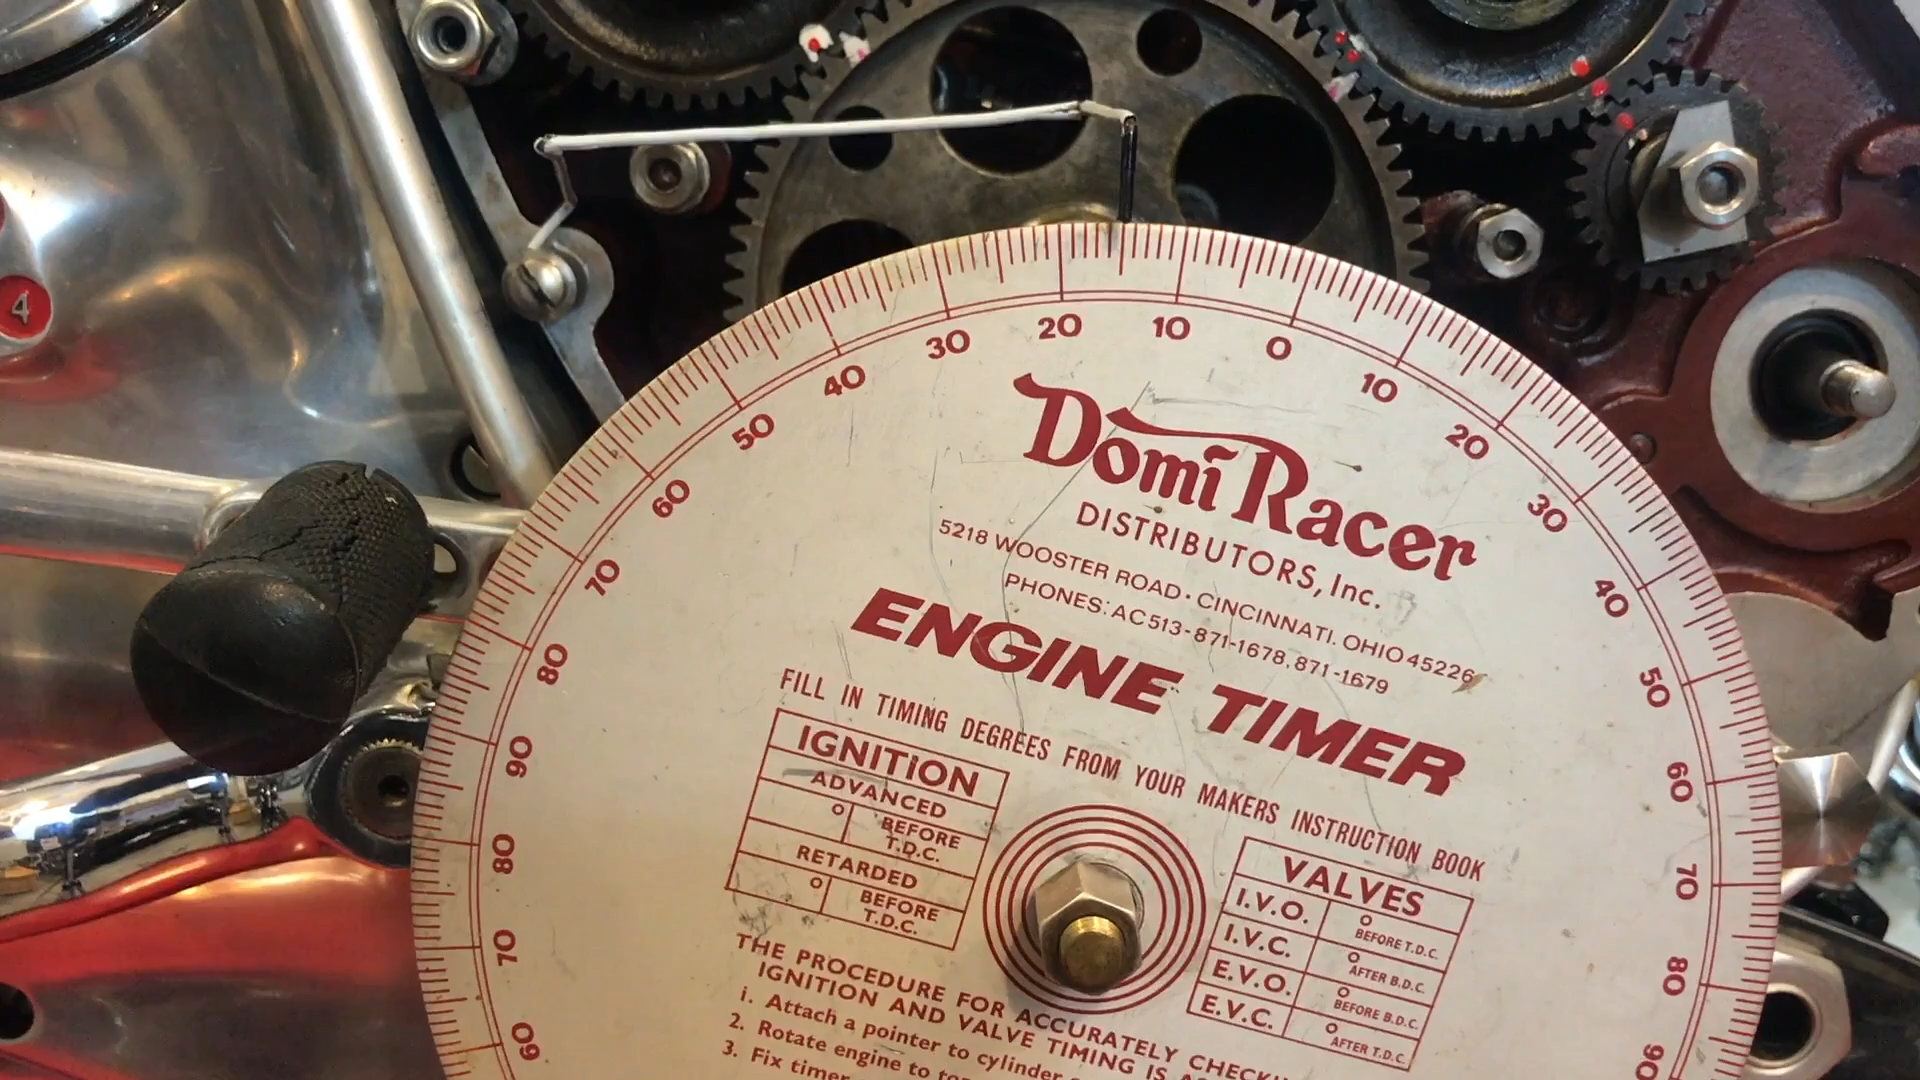 4
30 20 10 0 10 20 30 40 50 60 70 80 90
40
50
60
70
80
90
80
70
60
Domi Racer
DISTRIBUTORS, Inc.
5218 WOOSTER ROAD • CINCINNATI. OHIO 45226
PHONES: AC 513-871-1678, 871-1679
ENGINE TIMER
FILL IN TIMING DEGREES FROM YOUR MAKERS INSTRUCTION BOOK
IGNITION
ADVANCED
O BEFORE
T.D.C.
RETARDED
O BEFORE
T.D.C.
VALVES
I.V.O. O BEFORE T.D.C.
I.V.C. O AFTER B.D.C.
E.V.O. O BEFORE B.D.C.
E.V.C. O AFTER T.D.C.
THE PROCEDURE FOR ACCURATELY
IGNITION AND VALVE TIMING IS
1. Attach a pointer to cylinder
2. Rotate engine to
3. Fix timer